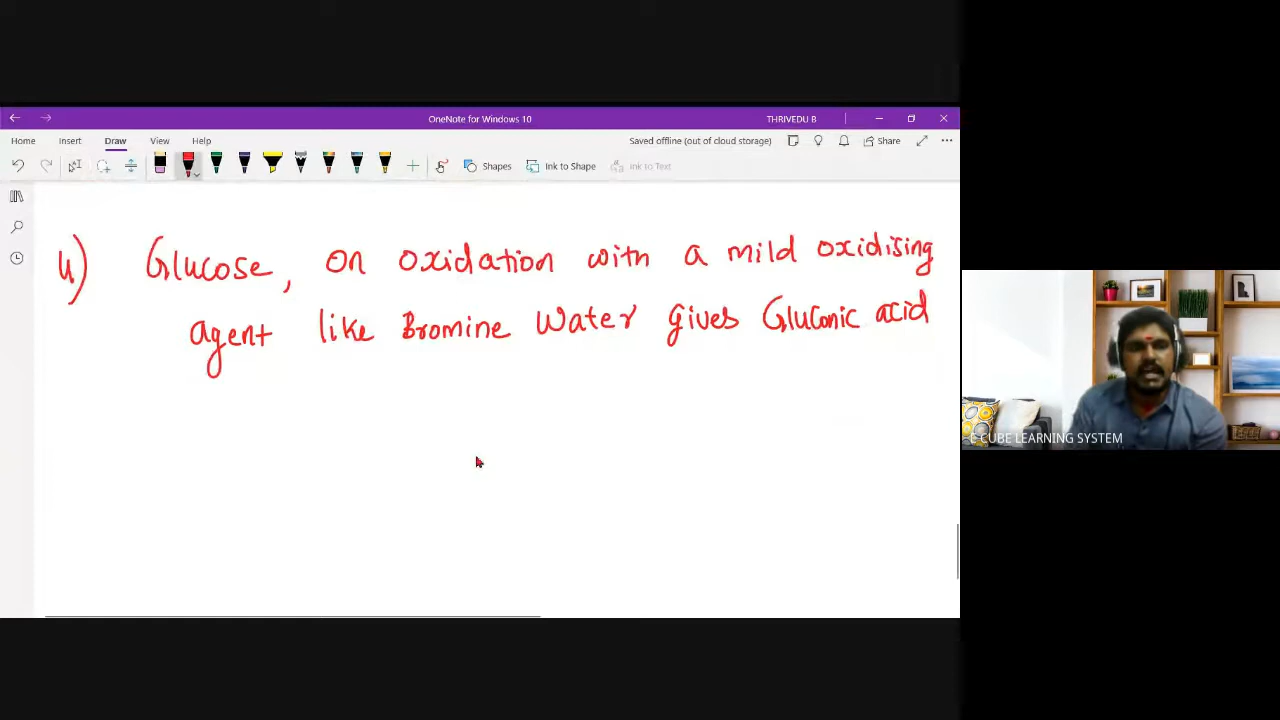 OneNote for Windows 10
THRIVEDU B
Home Insert Draw View Help
Saved offline (out of cloud storage)
Share
Shapes
Ink to Shape
Ink to Text
4) Glucose, on oxidation with a mild oxidising
agent like Bromine Water gives Gluconic acid
E CUBE LEARNING SYSTEM